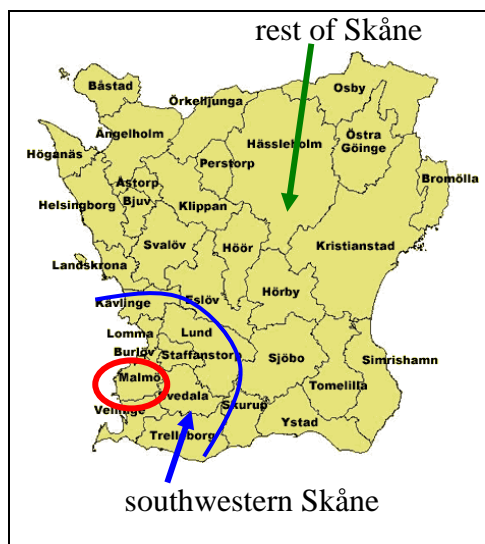 rest of Skåne
Båstad
Osby
Örkelljunga
Ängelholm
Östra
Göinge
Hässleholm
Höganäs
Perstorp
Bromölla
Åstorp
Bjuv
Klippan
Helsingborg
Svalöv
Höör
Kristianstad
Landskrona
Hörby
Eslöv
Kävlinge
Lomma
Lund
Burlöv
Staffanstorp
Sjöbo
Simrishamn
Malmö
Svedala
Tomelilla
Vellinge
Skurup
Ystad
Trelleborg
southwestern Skåne